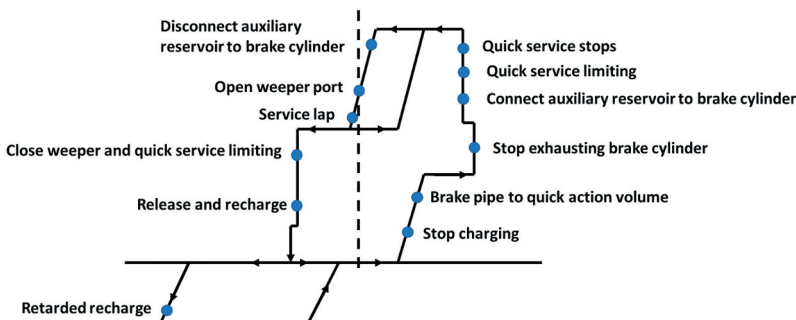 Disconnect auxiliary
reservoir to brake cylinder
Open weeper port
Service lap
Close weeper and quick service limiting
Release and recharge
Retarded recharge
Quick service stops
Quick service limiting
Connect auxiliary reservoir to brake cylinder
Stop exhausting brake cylinder
Brake pipe to quick action volume
Stop charging